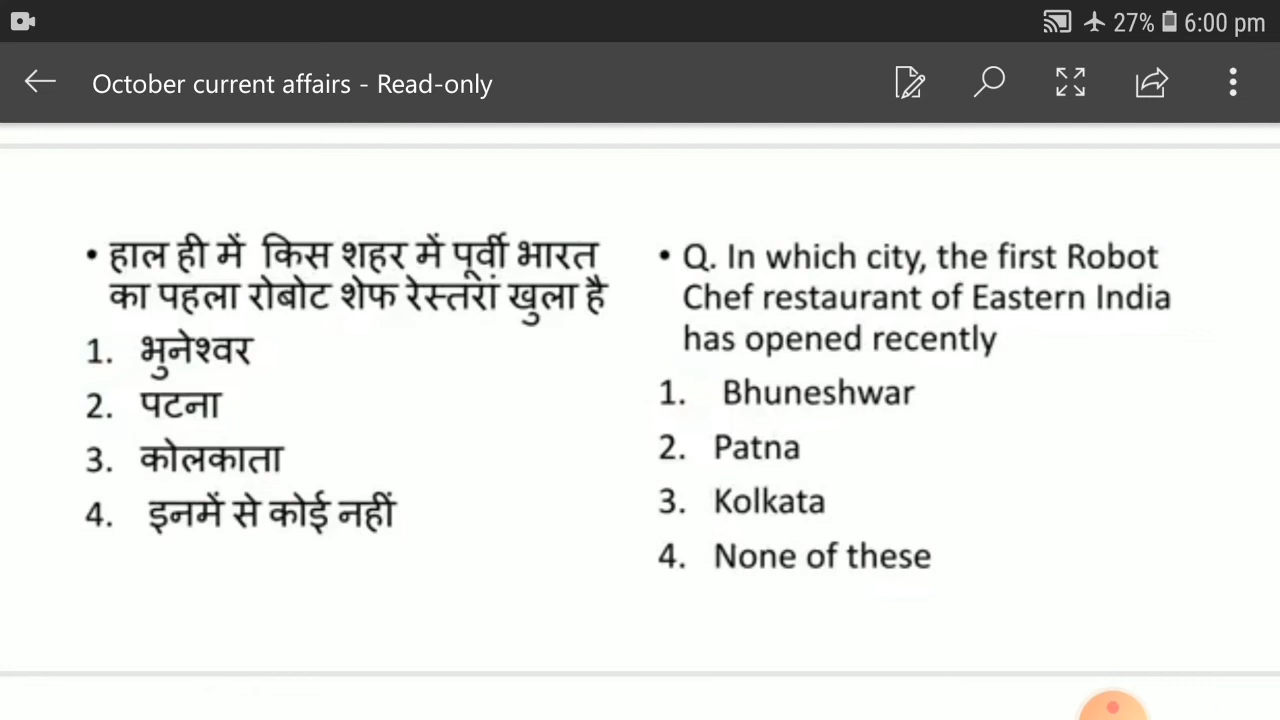 27% 6:00 pm
October current affairs - Read-only
• हाल ही में किस शहर में पूर्वी भारत
का पहला रोबोट शेफ रेस्तरां खुला है
1. भुनेश्वर
2. पटना
3. कोलकाता
4. इनमें से कोई नहीं
• Q. In which city, the first Robot
Chef restaurant of Eastern India
has opened recently
1. Bhuneshwar
2. Patna
3. Kolkata
4. None of these